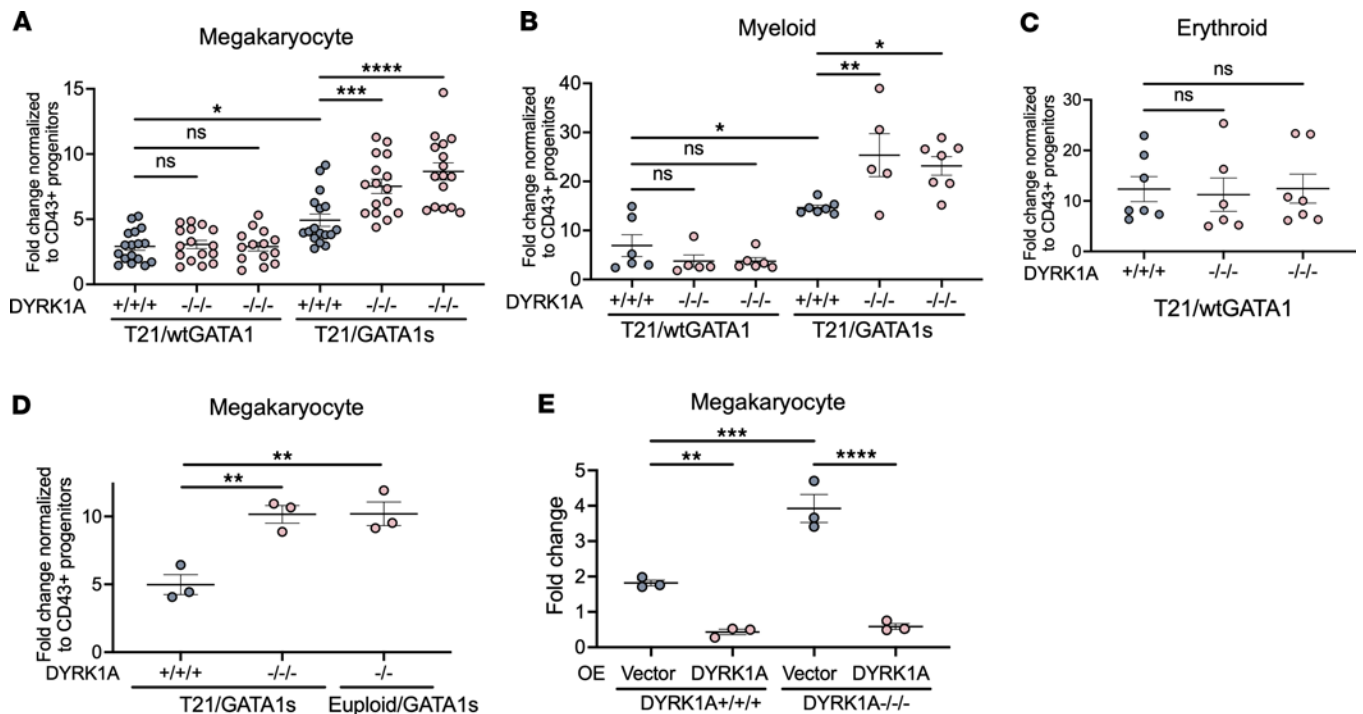 A
Megakaryocyte
Fold change normalized
to CD43+ progenitors
15
10
5
0
*
ns
ns
****
***
DYRK1A +/+/+ -/-/- -/-/- +/+/+ -/-/- -/-/-
T21/wtGATA1 T21/GATA1s
B
Myeloid
Fold change normalized
to CD43+ progenitors
40
30
20
10
0
*
ns
ns
*
**
DYRK1A +/+/+ -/-/- -/-/- +/+/+ -/-/- -/-/-
T21/wtGATA1 T21/GATA1s
C
Erythroid
Fold change normalized
to CD43+ progenitors
30
20
10
0
ns
ns
DYRK1A +/+/+ -/-/- -/-/-
T21/wtGATA1
D
Megakaryocyte
Fold change normalized
to CD43+ progenitors
10
5
0
**
**
DYRK1A +/+/+ -/-/- -/-
T21/GATA1s Euploid/GATA1s
E
Megakaryocyte
Fold change
5
4
3
2
1
0
***
**
****
OE Vector DYRK1A Vector DYRK1A
DYRK1A+/+/+ DYRK1A-/-/-